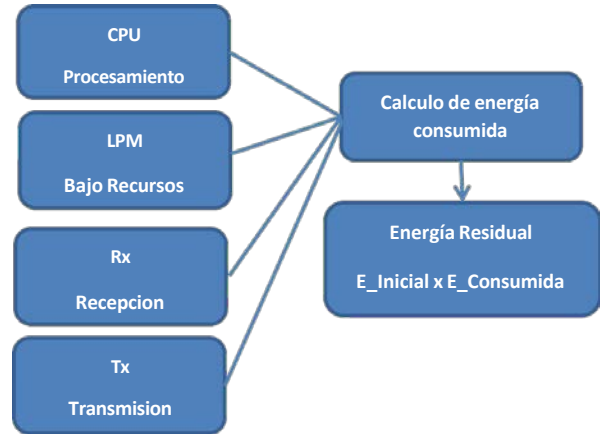 CPU
Procesamiento
LPM
Bajo Recursos
Rx
Recepcion
Tx
Transmision
Calculo de energía
consumida
Energía Residual
E_Inicial x E_Consumida